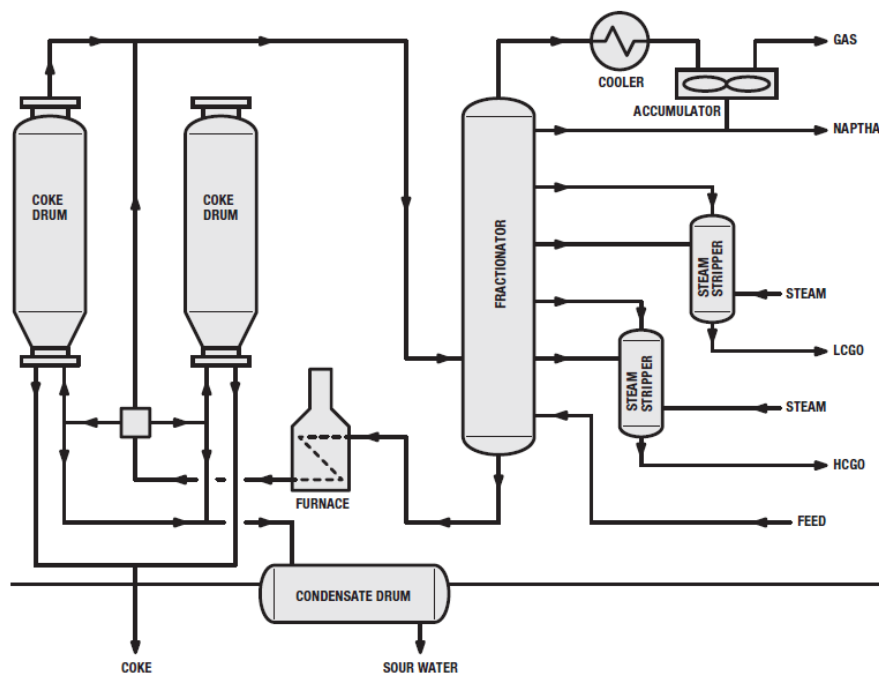 GAS
COOLER
ACCUMULATOR
NAPTHA
COKE
DRUM
COKE
DRUM
FRACTIONATOR
STEAM
STRIPPER
STEAM
LCGO
STEAM
STRIPPER
STEAM
HCGO
FURNACE
FEED
CONDENSATE DRUM
COKE
SOUR WATER